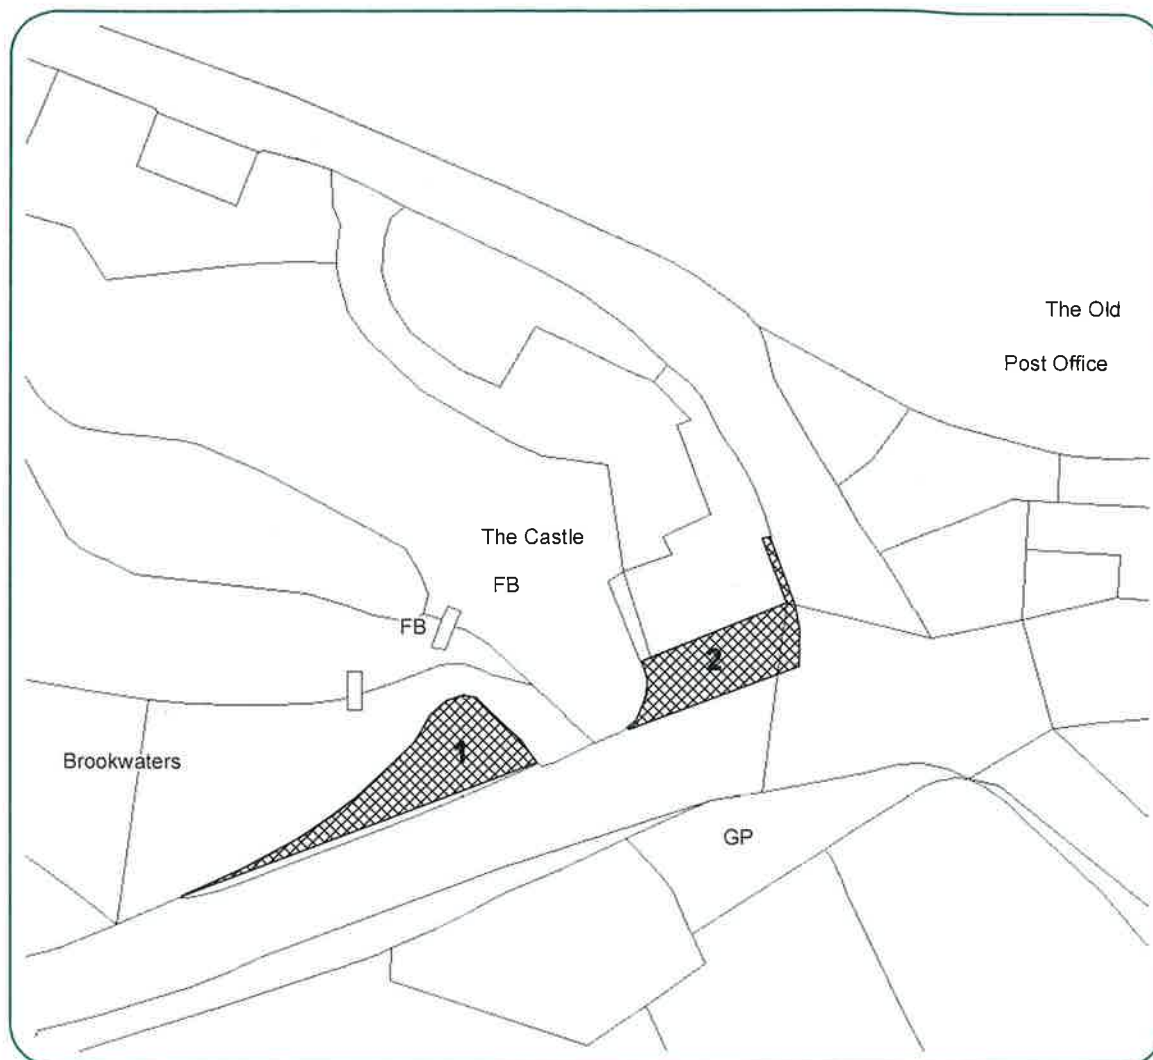 The Old
Post Office
The Castle
FB
FB
2
1
Brookwaters
GP